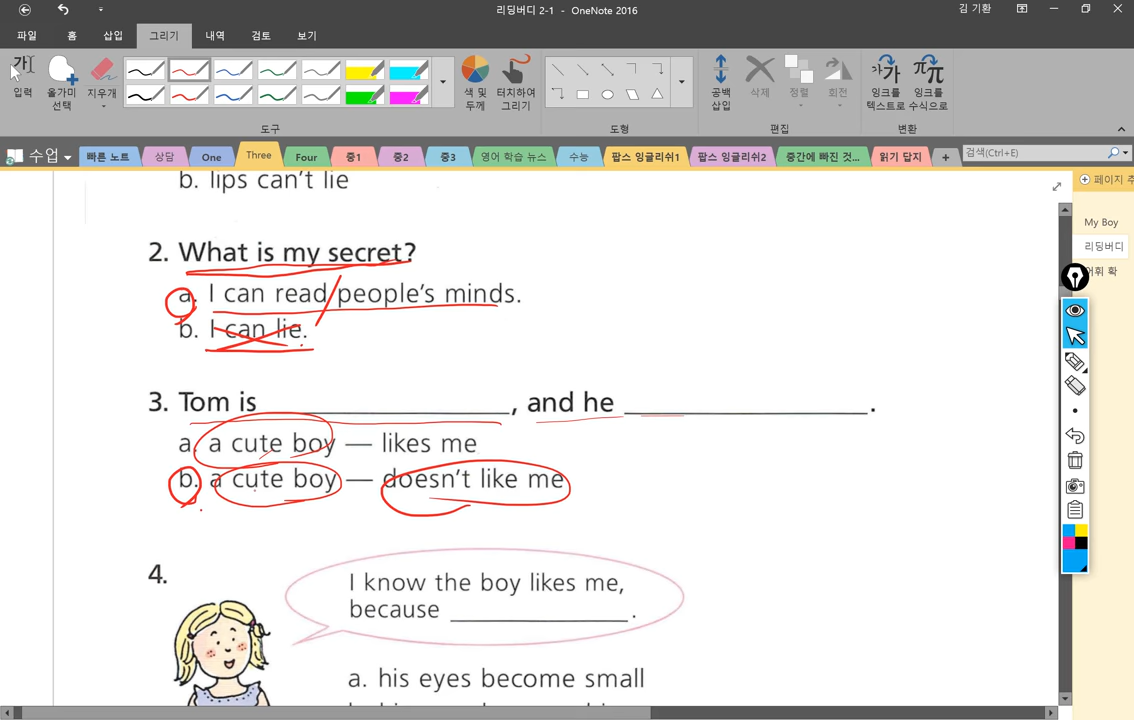 리딩버디 2-1 - OneNote 2016
김 기환
파일 홈 삽입 그리기 내역 검토 보기
입력
올가미
선택
지우개
색 및
두께
터치하여
그리기
공백
삽입
삭제
정렬
회전
잉크를
텍스트로
잉크를
수식으로
도구
도형
편집
변환
수업
빠른 노트
상담
One
Three
Four
중1
중2
중3
영어 학습 뉴스
수능
팝스 잉글리쉬1
팝스 잉글리쉬2
중간에 빠진 것...
읽기 답지
검색(Ctrl+E)
페이지 추
My Boy
리딩버디
어휘 확
b. lips can't lie
2. What is my secret?
a. I can read people's minds.
b. I can lie.
3. Tom is ____________, and he ____________.
a. a cute boy — likes me
b. a cute boy — doesn't like me
4.
I know the boy likes me,
because ____________.
a. his eyes become small